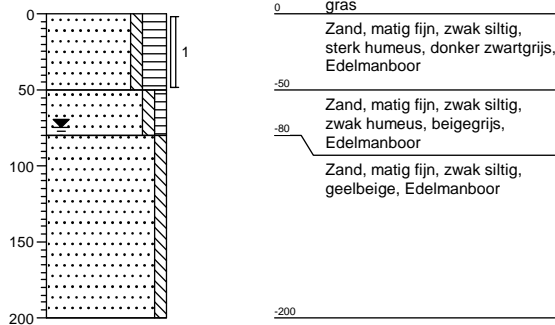 0
50
100
150
200
1
0
gras
Zand, matig fijn, zwak siltig,
sterk humeus, donker zwartgrijs,
Edelmanboor
-50
Zand, matig fijn, zwak siltig,
zwak humeus, beigegrijs,
Edelmanboor
-80
Zand, matig fijn, zwak siltig,
geelbeige, Edelmanboor
-200